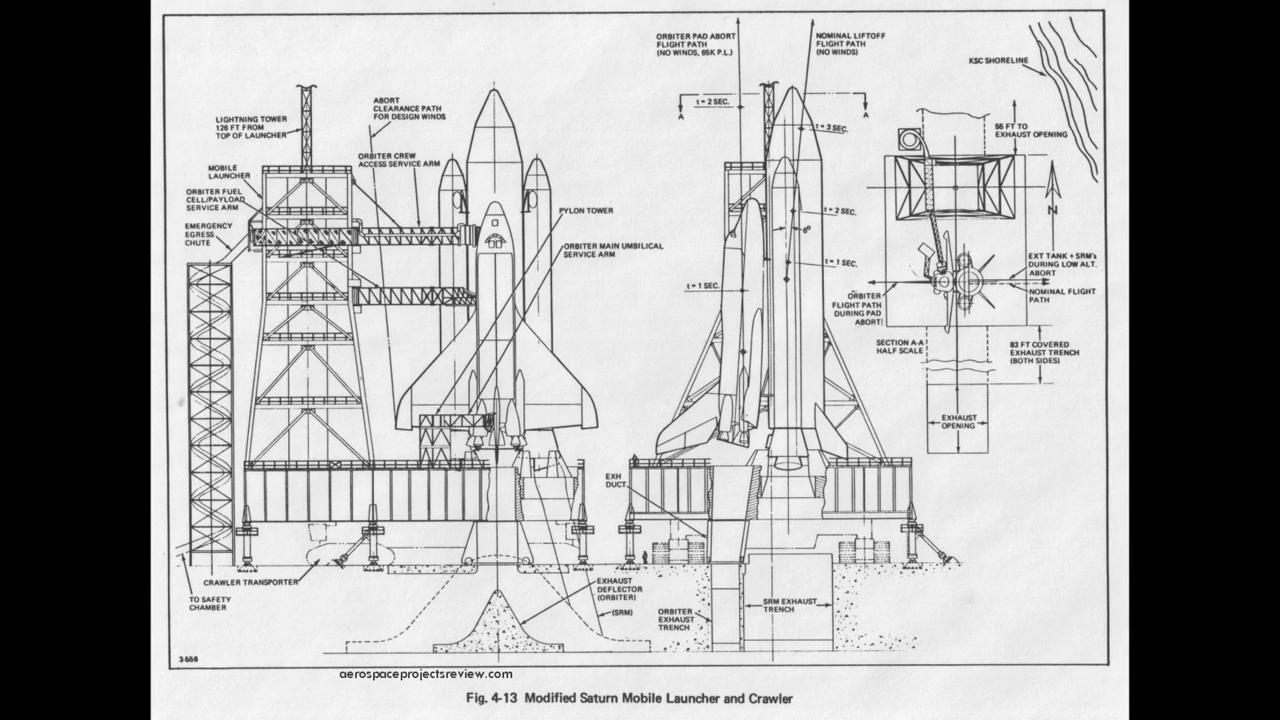 ORBITER PAD ABORT
FLIGHT PATH
(NO WINDS, 65K P.L.)
NOMINAL LIFTOFF
FLIGHT PATH
(NO WINDS)
KSC SHORELINE
LIGHTNING TOWER
126 FT FROM
TOP OF LAUNCHER
ABORT
CLEARANCE PATH
FOR DESIGN WINDS
t = 2 SEC.
A
A
t = 3 SEC.
55 FT TO
EXHAUST OPENING
ORBITER CREW
ACCESS SERVICE ARM
MOBILE
LAUNCHER
ORBITER FUEL
CELL/PAYLOAD
SERVICE ARM
EMERGENCY
EGRESS
CHUTE
PYLON TOWER
ORBITER MAIN UMBILICAL
SERVICE ARM
t = 2 SEC.
6°
t = 1 SEC.
t = 1 SEC.
N
EXT TANK + SRM's
DURING LOW ALT.
ABORT
NOMINAL FLIGHT
PATH
ORBITER
FLIGHT PATH
DURING PAD
ABORT
SECTION A-A
HALF SCALE
83 FT COVERED
EXHAUST TRENCH
(BOTH SIDES)
EXHAUST
OPENING
EXH
DUCT
CRAWLER TRANSPORTER
TO SAFETY
CHAMBER
EXHAUST
DEFLECTOR
(ORBITER)
(SRM)
ORBITER
EXHAUST
TRENCH
SRM EXHAUST
TRENCH
3-556
aerospaceprojectsreview.com
Fig. 4-13 Modified Saturn Mobile Launcher and Crawler